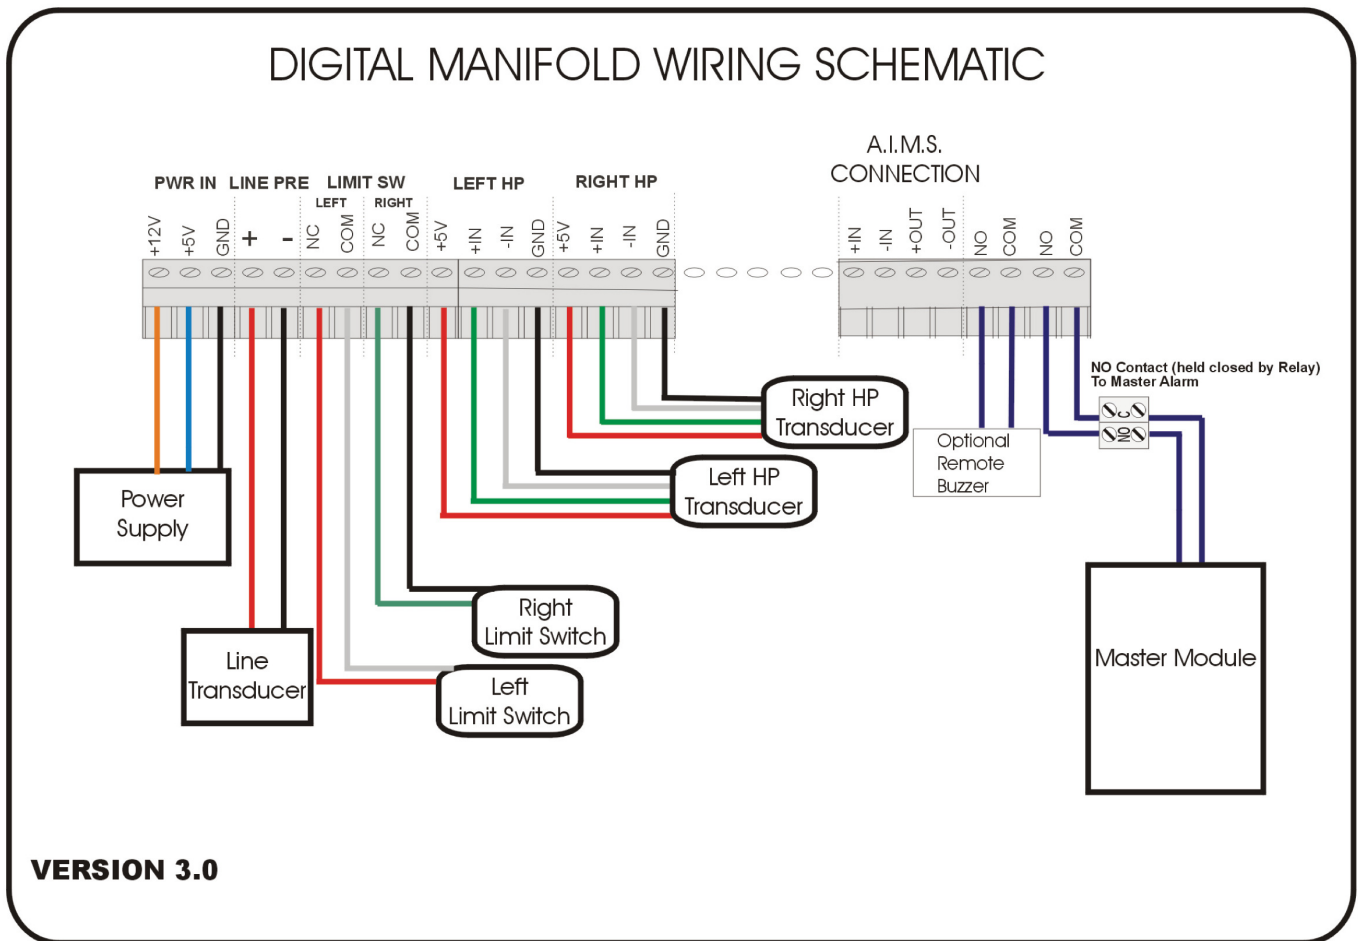 DIGITAL MANIFOLD WIRING SCHEMATIC
A.I.M.S.
CONNECTION
PWR IN LINE PRE LIMIT SW LEFT HP RIGHT HP
LEFT RIGHT
+12V +5V GND + - NC COM NC COM +5V +IN -IN GND +5V +IN -IN GND +IN -IN +OUT -OUT NO COM NO COM
NO Contact (held closed by Relay)
To Master Alarm
C
NO
Right HP
Transducer
Optional
Remote
Buzzer
Left HP
Transducer
Power
Supply
Right
Limit Switch
Line
Transducer
Master Module
Left
Limit Switch
VERSION 3.0